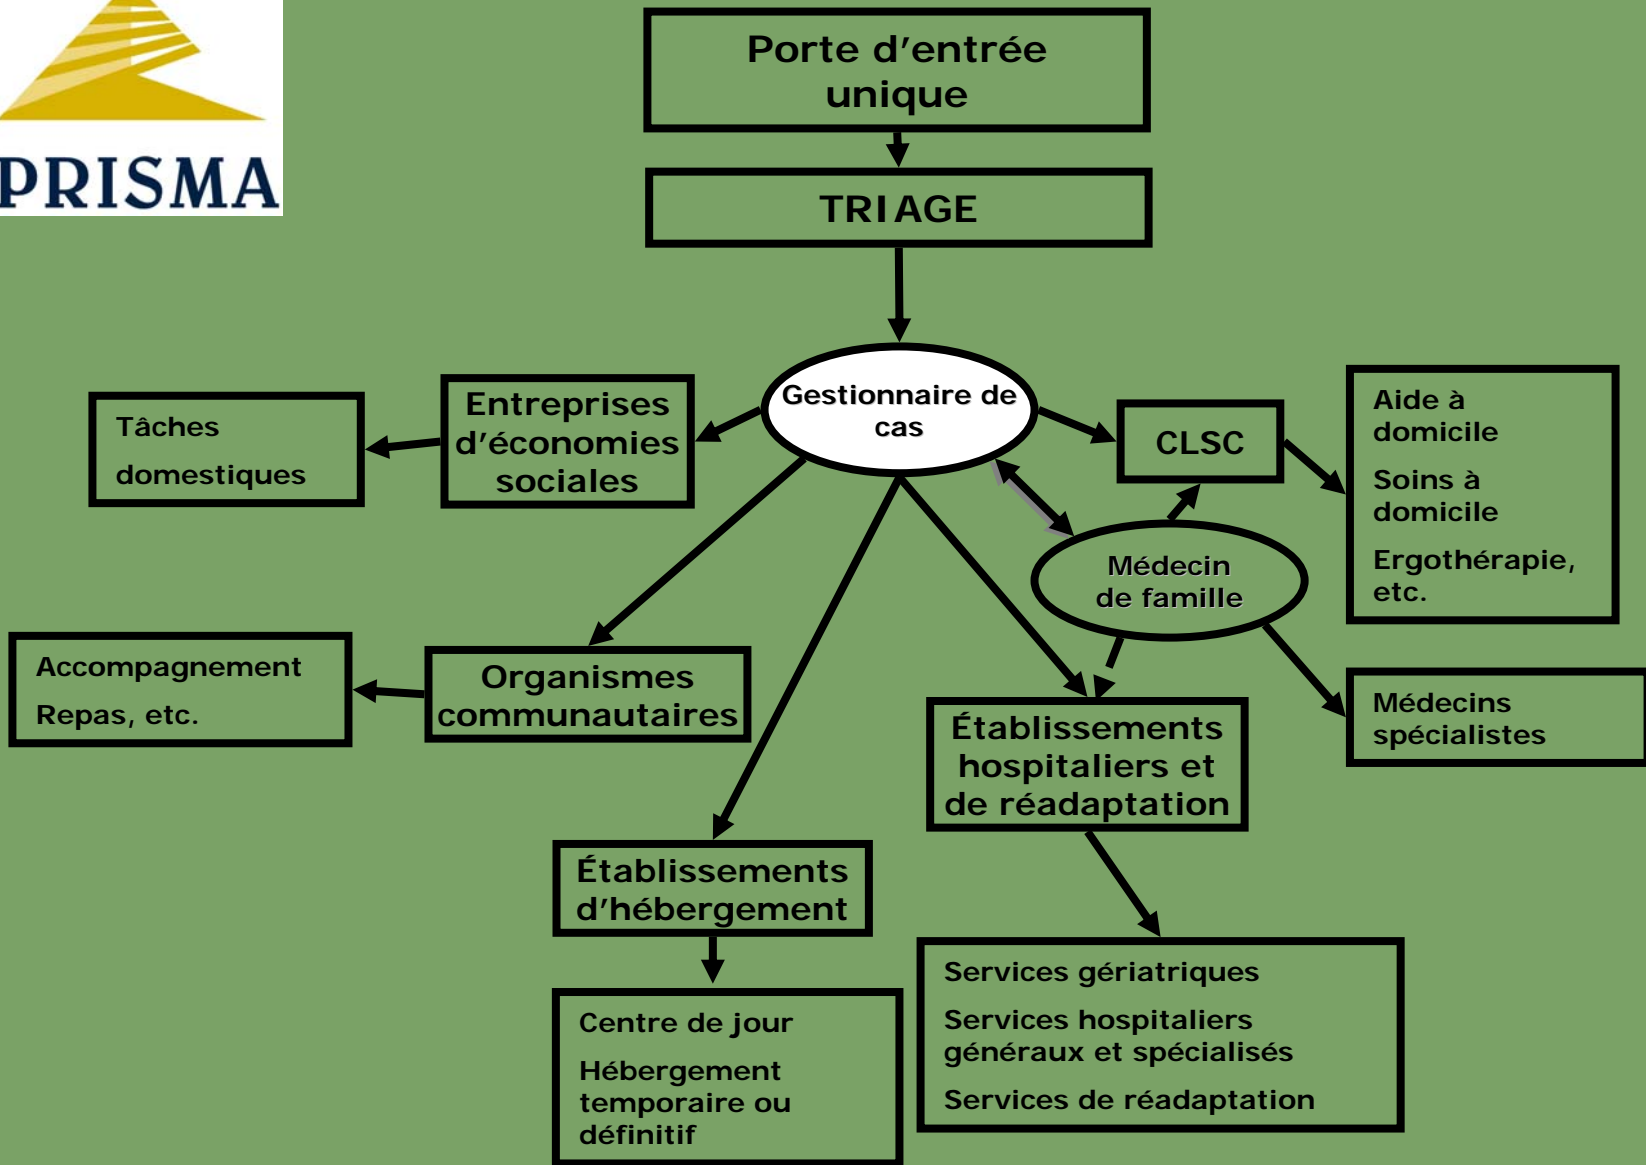 PRISMA
Porte d'entrée
unique
TRIAGE
Gestionnaire de
cas
Entreprises
d'économies
sociales
Tâches
domestiques
CLSC
Aide à
domicile
Soins à
domicile
Ergothérapie,
etc.
Médecin
de famille
Organismes
communautaires
Accompagnement
Repas, etc.
Médecins
spécialistes
Établissements
hospitaliers et
de réadaptation
Établissements
d'hébergement
Services gériatriques
Services hospitaliers
généraux et spécialisés
Services de réadaptation
Centre de jour
Hébergement
temporaire ou
définitif